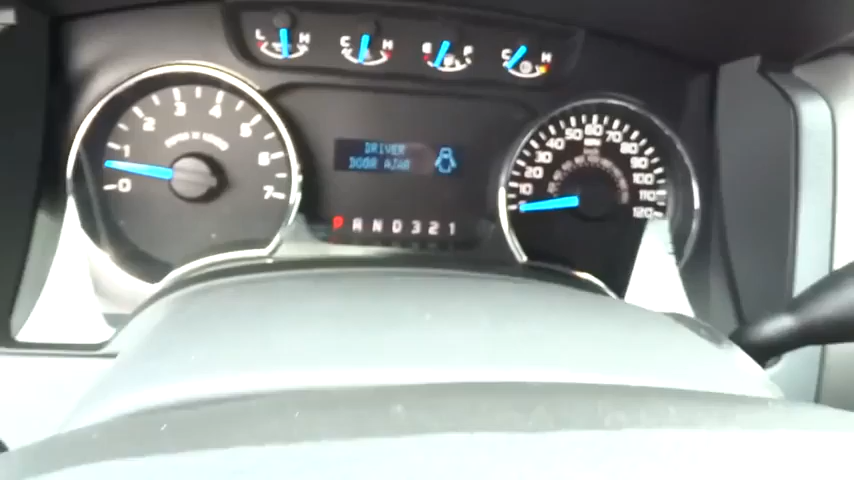 L H
C H
E F
C H
0 1 2 3 4 5 6 7
DRIVER
DOOR AJAR
P R N D 3 2 1
10 20 30 40 50 60 70 80 90 100 110 120
MPH